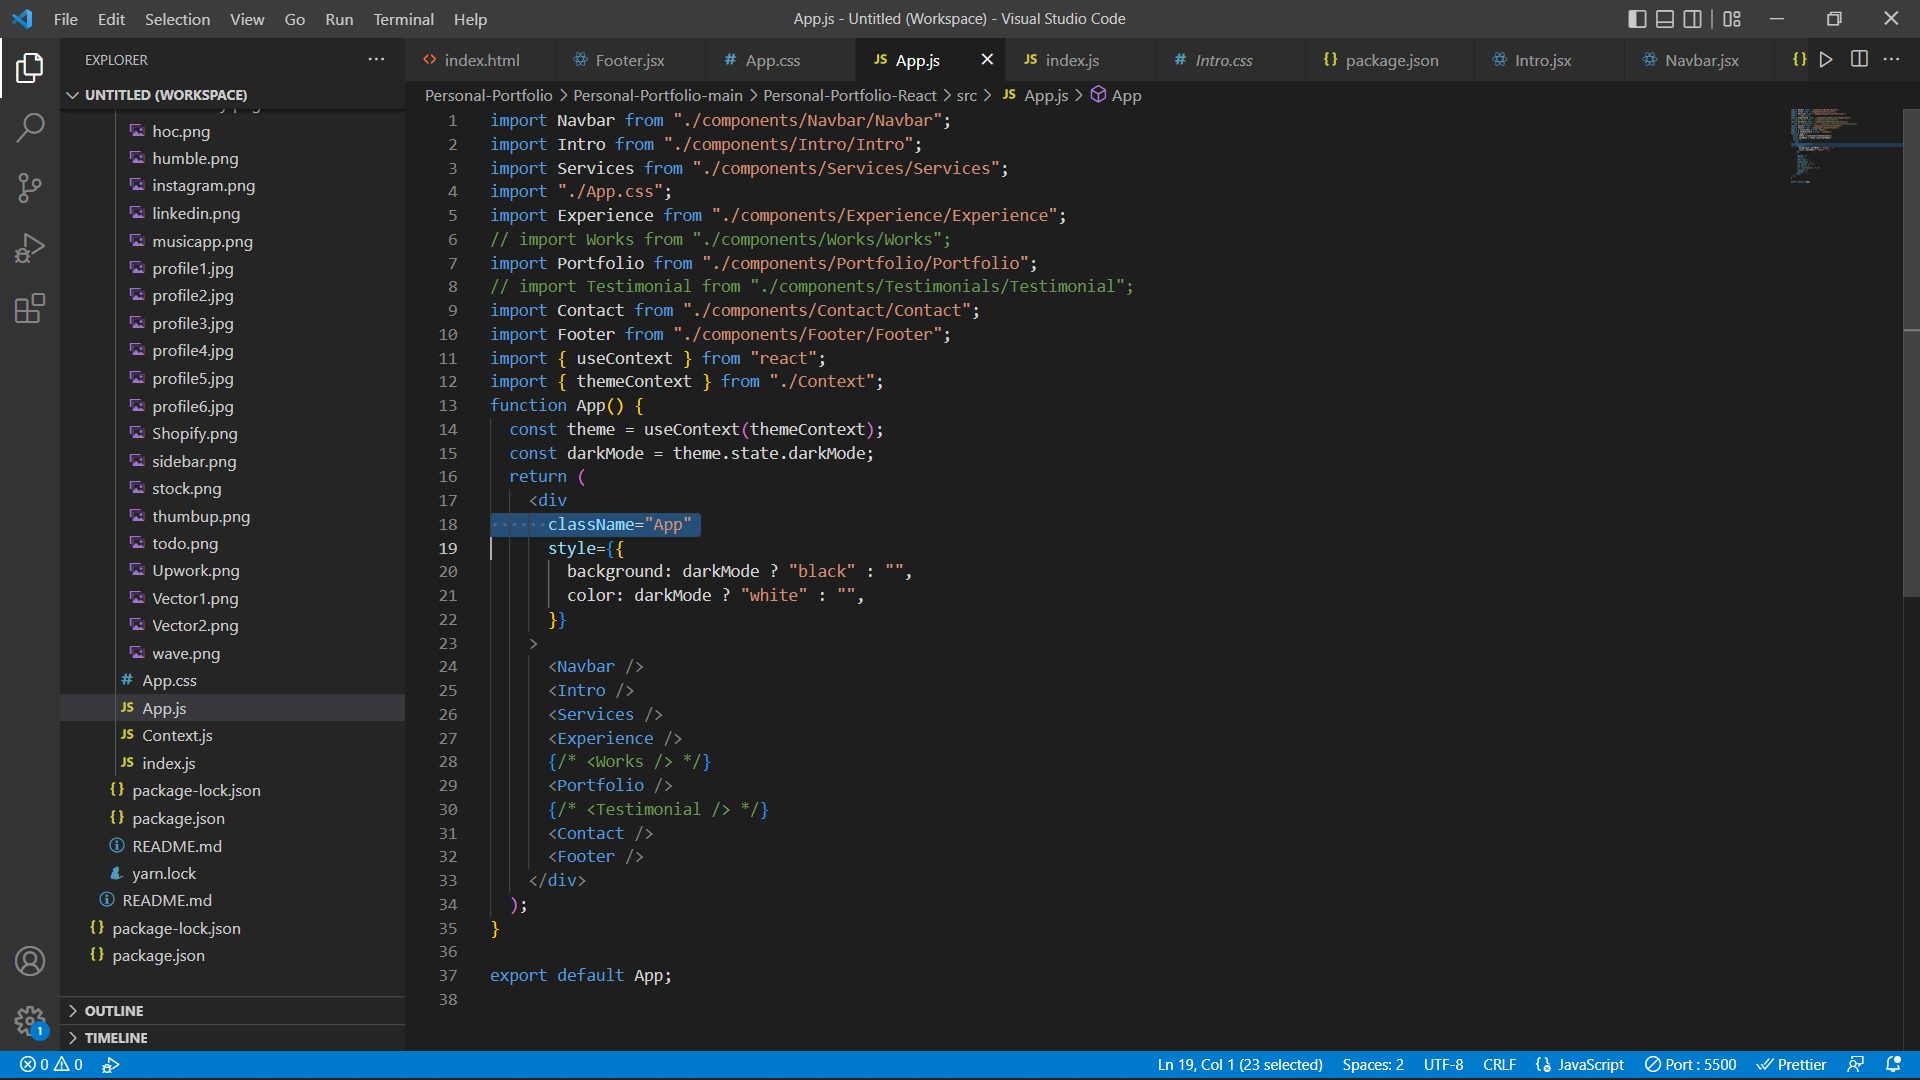 File Edit Selection View Go Run Terminal Help
App.js - Untitled (Workspace) - Visual Studio Code
EXPLORER
UNTITLED (WORKSPACE)
hoc.png
humble.png
instagram.png
linkedin.png
musicapp.png
profile1.jpg
profile2.jpg
profile3.jpg
profile4.jpg
profile5.jpg
profile6.jpg
Shopify.png
sidebar.png
stock.png
thumbup.png
todo.png
Upwork.png
Vector1.png
Vector2.png
wave.png
# App.css
JS App.js
JS Context.js
JS index.js
{} package-lock.json
{} package.json
README.md
yarn.lock
README.md
{} package-lock.json
{} package.json
OUTLINE
TIMELINE
1
<> index.html
Footer.jsx
# App.css
JS App.js
JS index.js
# Intro.css
{} package.json
Intro.jsx
Navbar.jsx
{}
Personal-Portfolio > Personal-Portfolio-main > Personal-Portfolio-React > src > JS App.js > App
1 import Navbar from "./components/Navbar/Navbar";
2 import Intro from "./components/Intro/Intro";
3 import Services from "./components/Services/Services";
4 import "./App.css";
5 import Experience from "./components/Experience/Experience";
6 // import Works from "./components/Works/Works";
7 import Portfolio from "./components/Portfolio/Portfolio";
8 // import Testimonial from "./components/Testimonials/Testimonial";
9 import Contact from "./components/Contact/Contact";
10 import Footer from "./components/Footer/Footer";
11 import { useContext } from "react";
12 import { themeContext } from "./Context";
13 function App() {
14 const theme = useContext(themeContext);
15 const darkMode = theme.state.darkMode;
16 return (
17 <div
18 className="App"
19 style={{
20 background: darkMode ? "black" : "",
21 color: darkMode ? "white" : "",
22 }}
23 >
24 <Navbar />
25 <Intro />
26 <Services />
27 <Experience />
28 {/* <Works /> */}
29 <Portfolio />
30 {/* <Testimonial /> */}
31 <Contact />
32 <Footer />
33 </div>
34 );
35 }
36
37 export default App;
38
0 0
Ln 19, Col 1 (23 selected) Spaces: 2 UTF-8 CRLF {} JavaScript Port : 5500 Prettier